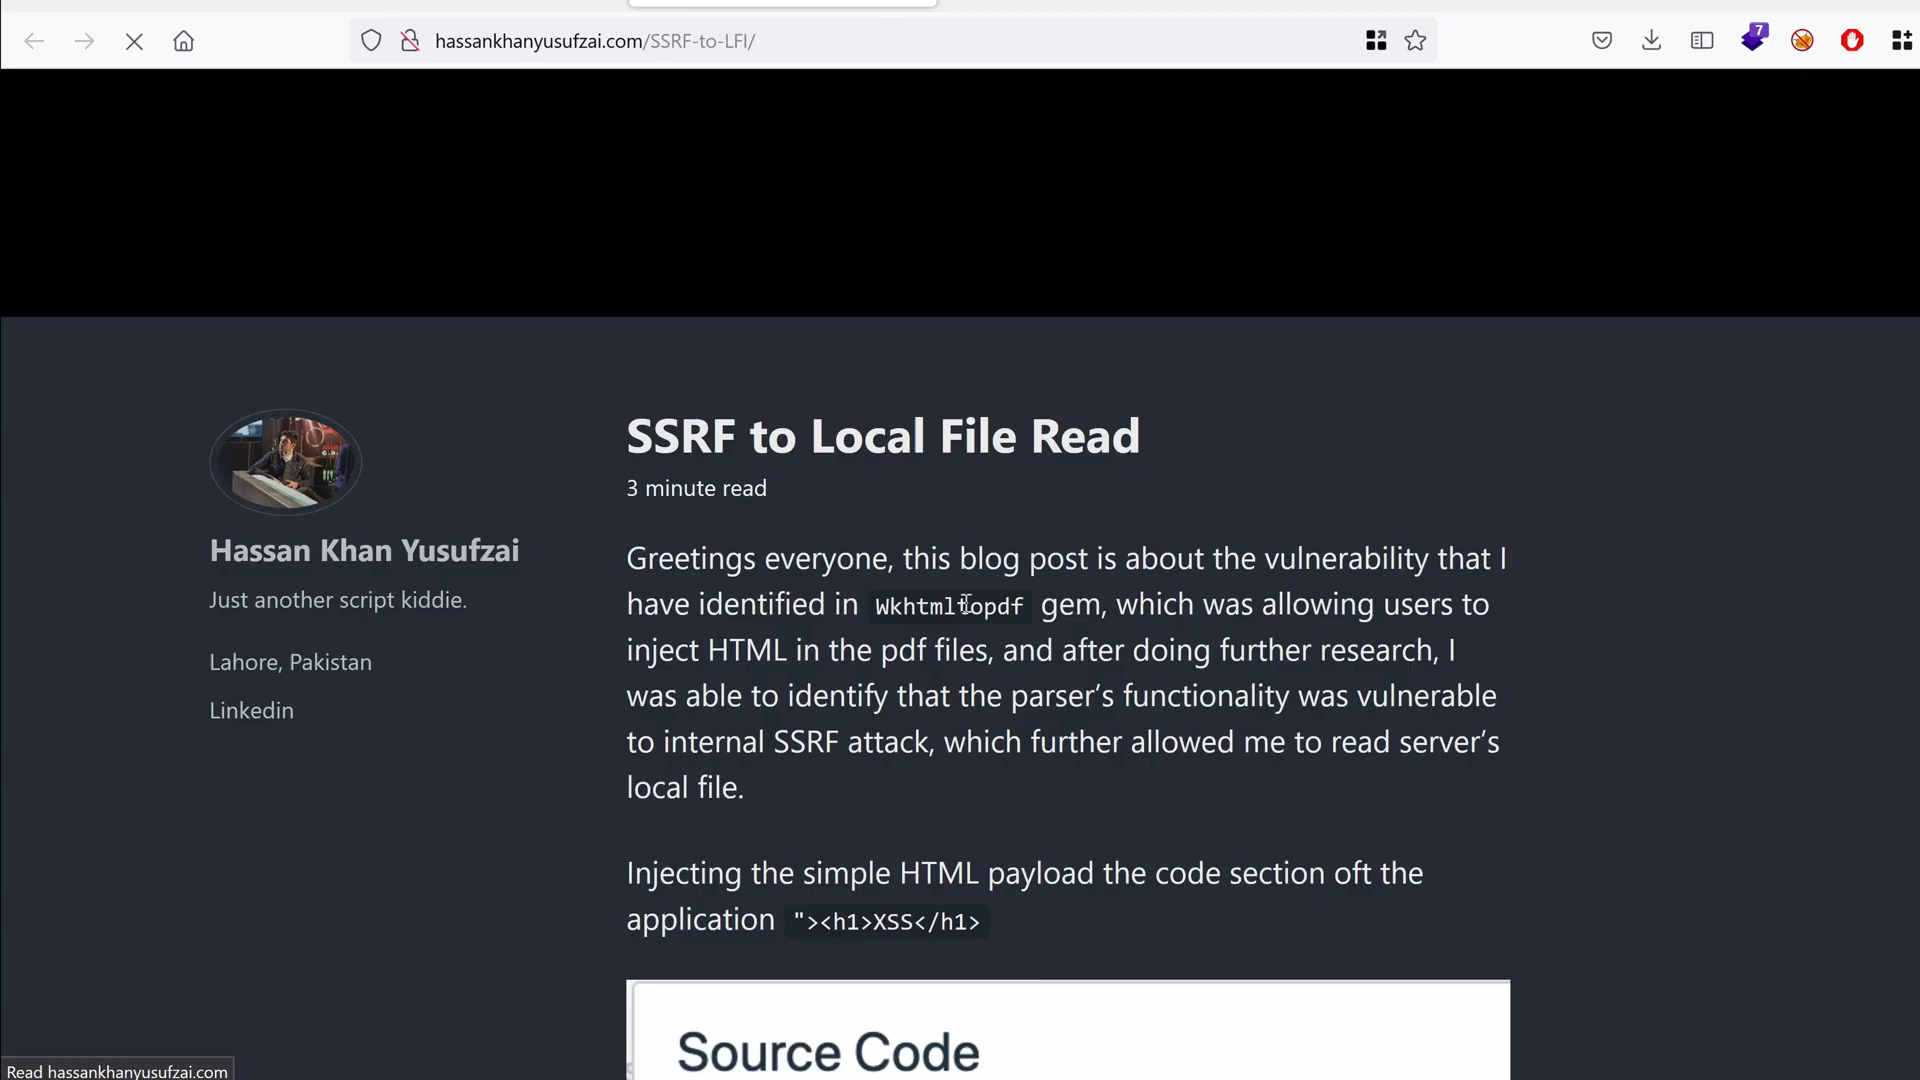 hassankhanyusufzai.com/SSRF-to-LFI/
7
SSRF to Local File Read
3 minute read
Hassan Khan Yusufzai
Just another script kiddie.
Lahore, Pakistan
Linkedin
Greetings everyone, this blog post is about the vulnerability that I
have identified in Wkhtmltopdf gem, which was allowing users to
inject HTML in the pdf files, and after doing further research, I
was able to identify that the parser’s functionality was vulnerable
to internal SSRF attack, which further allowed me to read server’s
local file.
Injecting the simple HTML payload the code section oft the
application "><h1>XSS</h1>
Source Code
Read hassankhanyusufzai.com